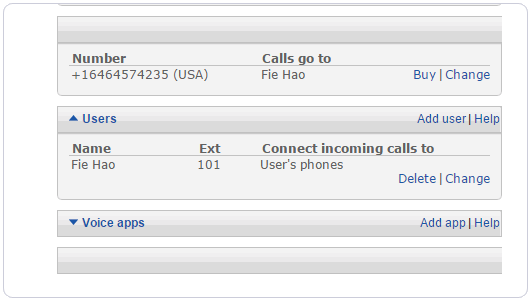 Number Calls go to
+16464574235 (USA) Fie Hao Buy | Change
Users Add user | Help
Name Ext Connect incoming calls to
Fie Hao 101 User's phones
Delete | Change
Voice apps Add app | Help